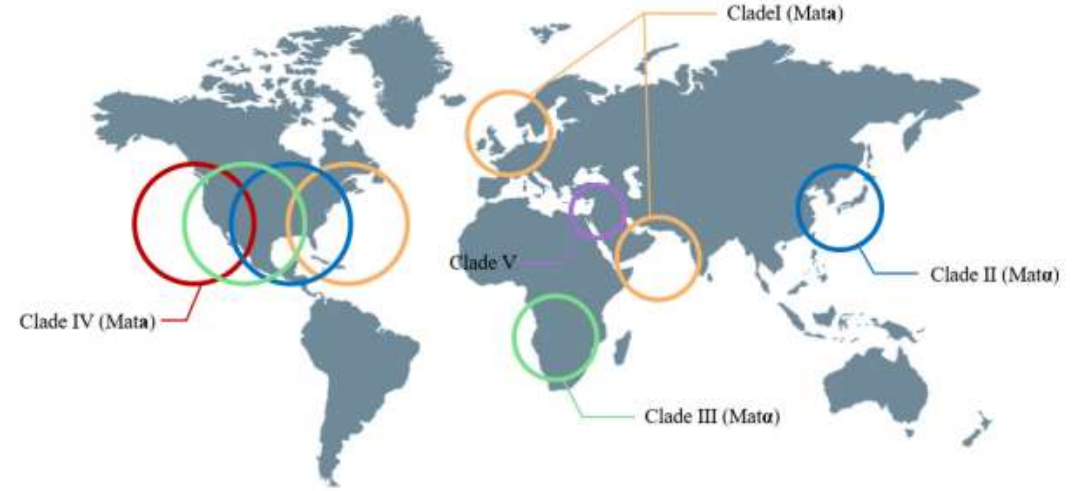 CladeI (Mata)
Clade V
Clade II (Matα)
Clade IV (Mata)
Clade III (Matα)